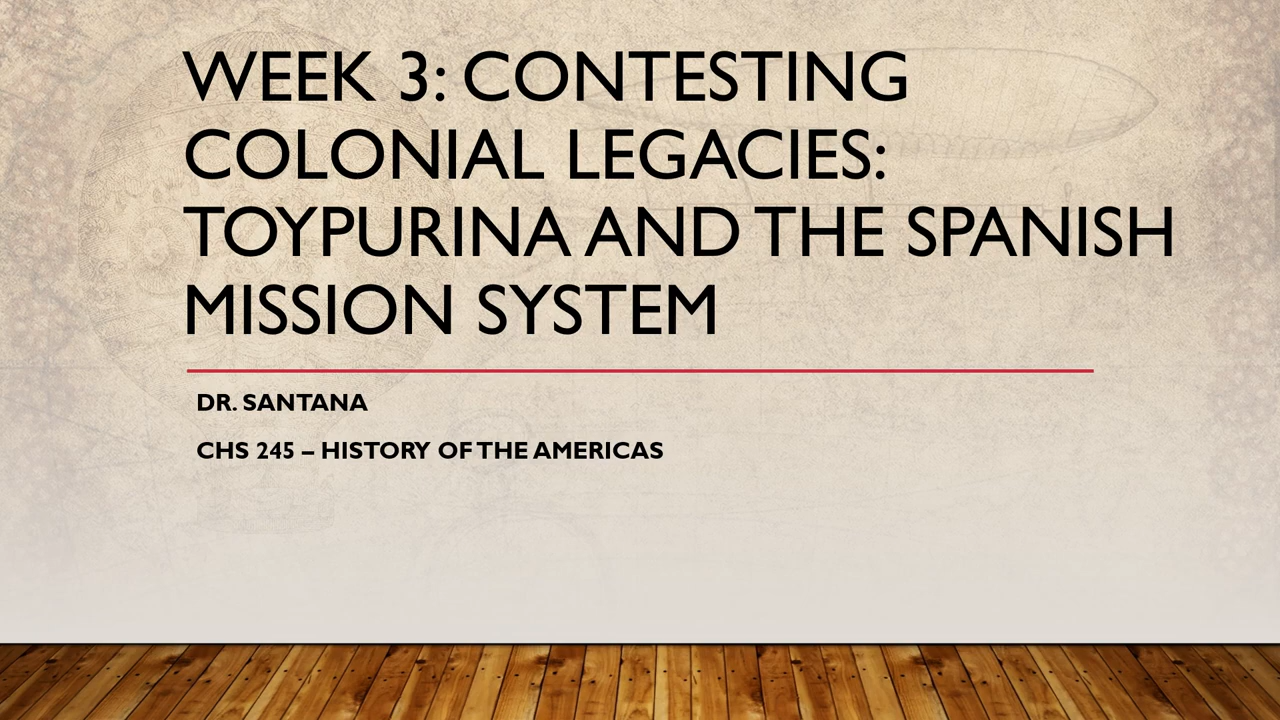 WEEK 3: CONTESTING
COLONIAL LEGACIES:
TOYPURINA AND THE SPANISH
MISSION SYSTEM
DR. SANTANA
CHS 245 – HISTORY OF THE AMERICAS